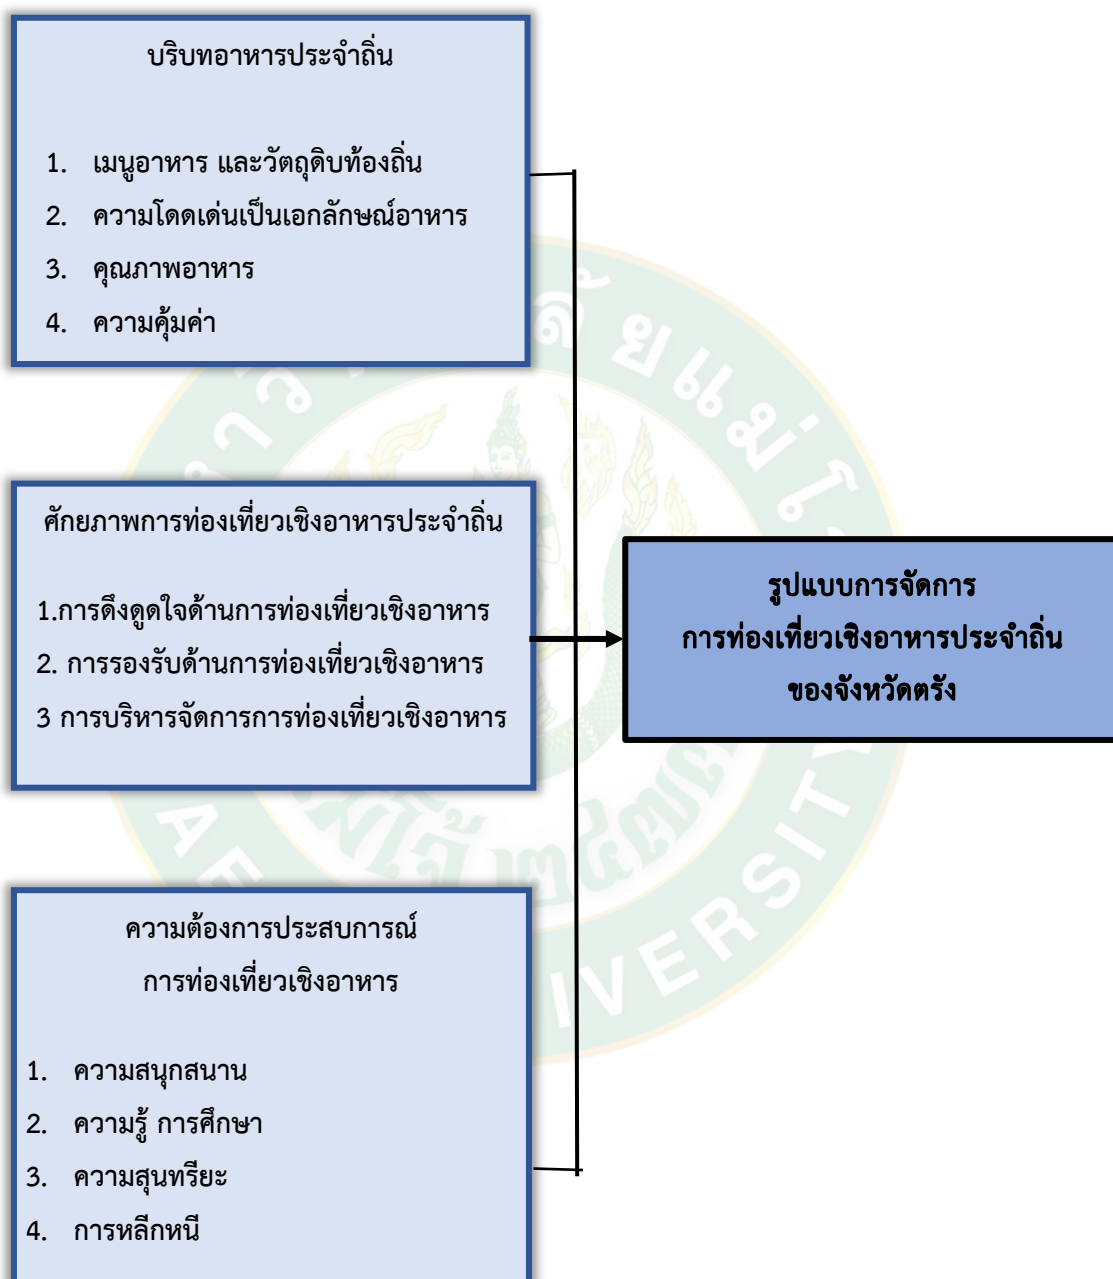 บริบทอาหารประจำถิ่น
1. เมนูอาหาร และวัตถุดิบท้องถิ่น
2. ความโดดเด่นเป็นเอกลักษณ์อาหาร
3. คุณภาพอาหาร
4. ความคุ้มค่า
ศักยภาพการท่องเที่ยวเชิงอาหารประจำถิ่น
1.การดึงดูดใจด้านการท่องเที่ยวเชิงอาหาร
2. การรองรับด้านการท่องเที่ยวเชิงอาหาร
3 การบริหารจัดการการท่องเที่ยวเชิงอาหาร
รูปแบบการจัดการ
การท่องเที่ยวเชิงอาหารประจำถิ่น
ของจังหวัดตรัง
ความต้องการประสบการณ์
การท่องเที่ยวเชิงอาหาร
1. ความสนุกสนาน
2. ความรู้ การศึกษา
3. ความสุนทรียะ
4. การหลีกหนี